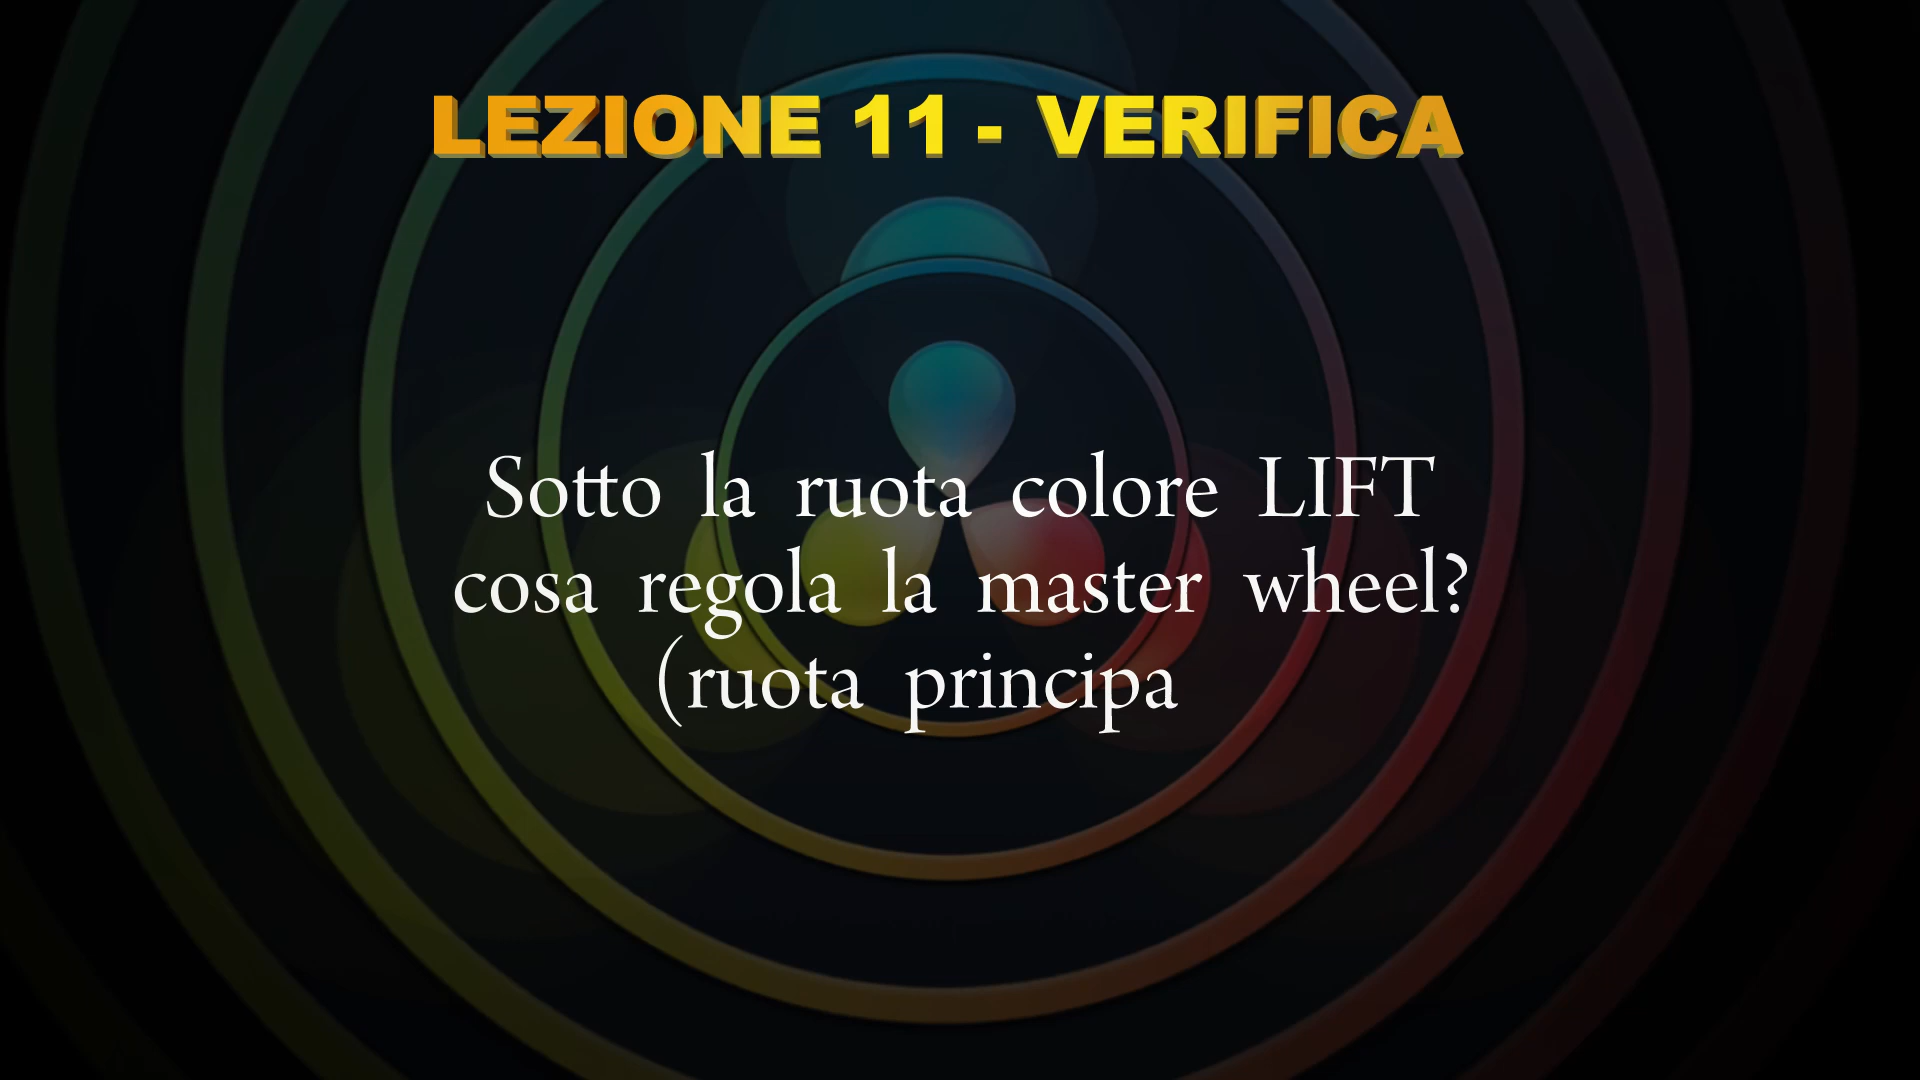 LEZIONE 11 - VERIFICA
Sotto la ruota colore LIFT
cosa regola la master wheel?
(ruota principa